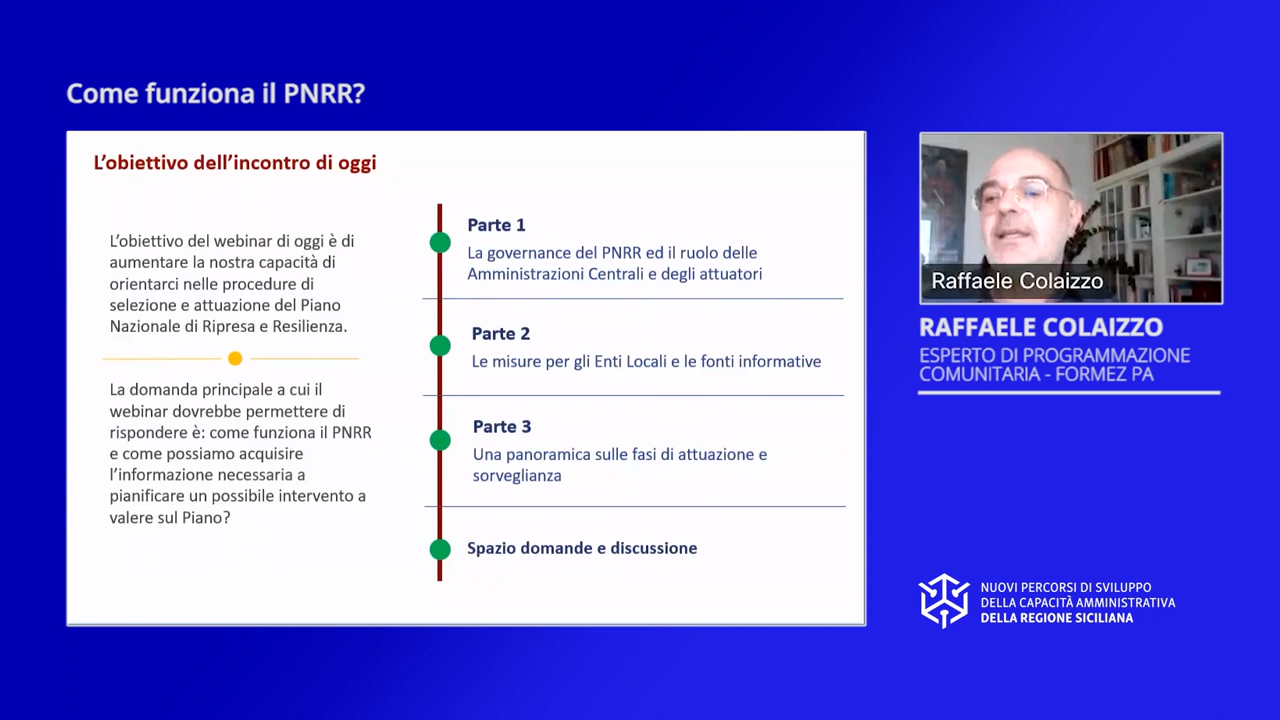 Come funziona il PNRR?
L'obiettivo dell'incontro di oggi
L'obiettivo del webinar di oggi è di
aumentare la nostra capacità di
orientarci nelle procedure di
selezione e attuazione del Piano
Nazionale di Ripresa e Resilienza.
La domanda principale a cui il
webinar dovrebbe permettere di
rispondere è: come funziona il PNRR
e come possiamo acquisire
l'informazione necessaria a
pianificare un possibile intervento a
valere sul Piano?
Parte 1
La governance del PNRR ed il ruolo delle
Amministrazioni Centrali e degli attuatori
Parte 2
Le misure per gli Enti Locali e le fonti informative
Parte 3
Una panoramica sulle fasi di attuazione e
sorveglianza
Spazio domande e discussione
Raffaele Colaizzo
RAFFAELE COLAIZZO
ESPERTO DI PROGRAMMAZIONE
COMUNITARIA - FORMEZ PA
NUOVI PERCORSI DI SVILUPPO
DELLA CAPACITÀ AMMINISTRATIVA
DELLA REGIONE SICILIANA